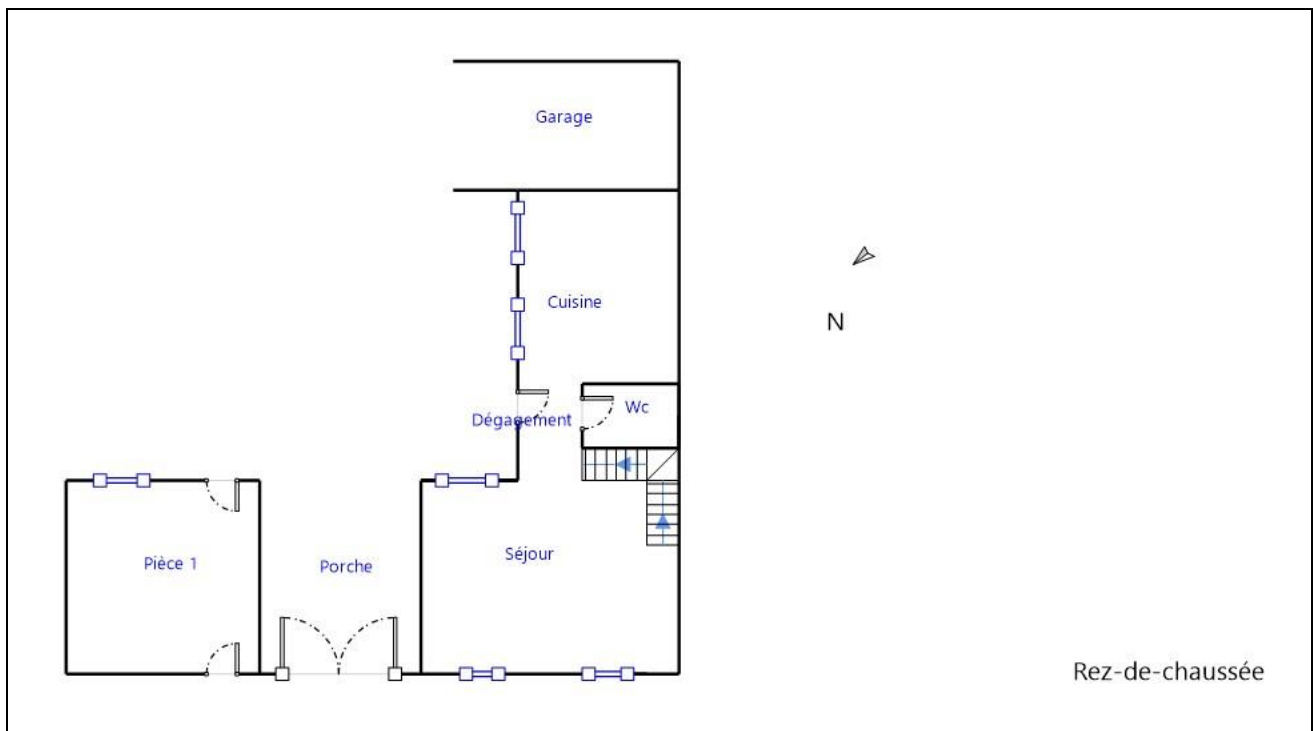 Garage
Cuisine
N
Wc
Dégagement
Séjour
Pièce 1
Porche
Rez-de-chaussée